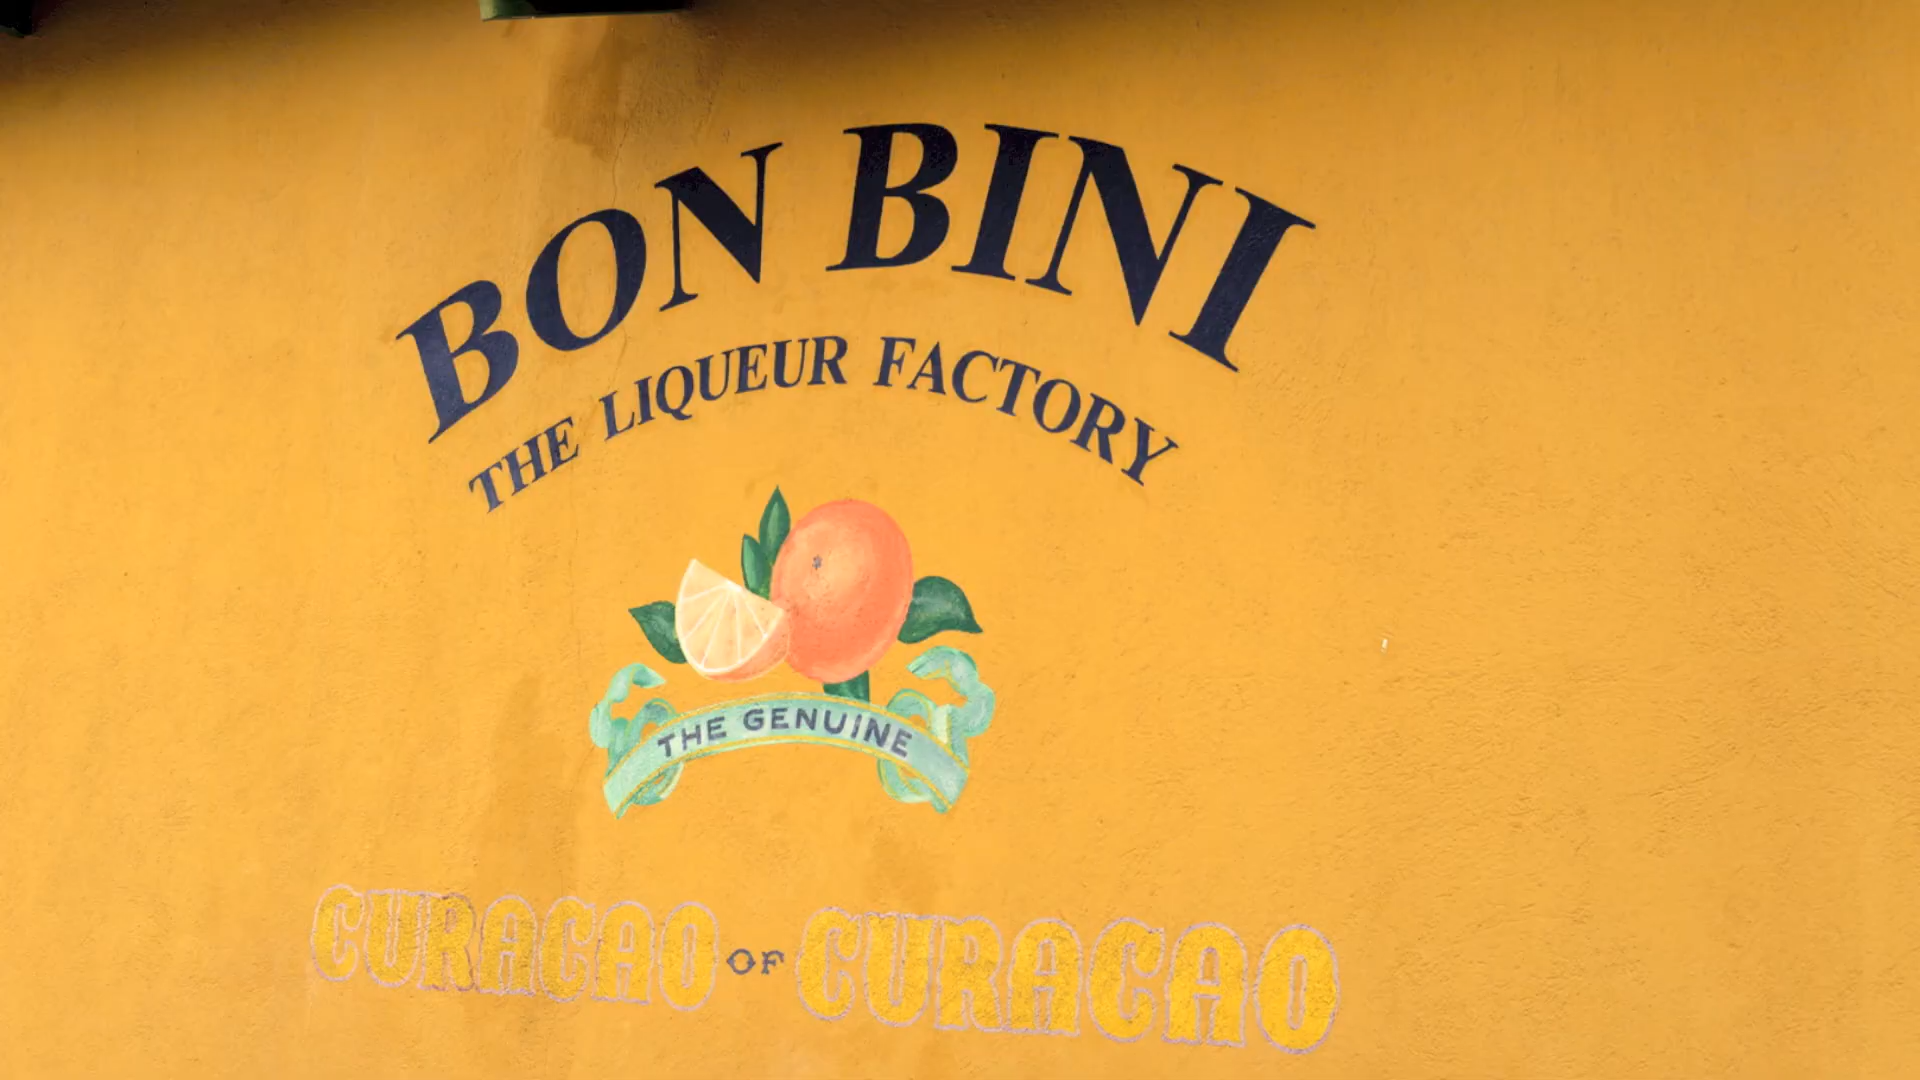 BON BINI
THE LIQUEUR FACTORY
THE GENUINE
CURACAO OF CURACAO